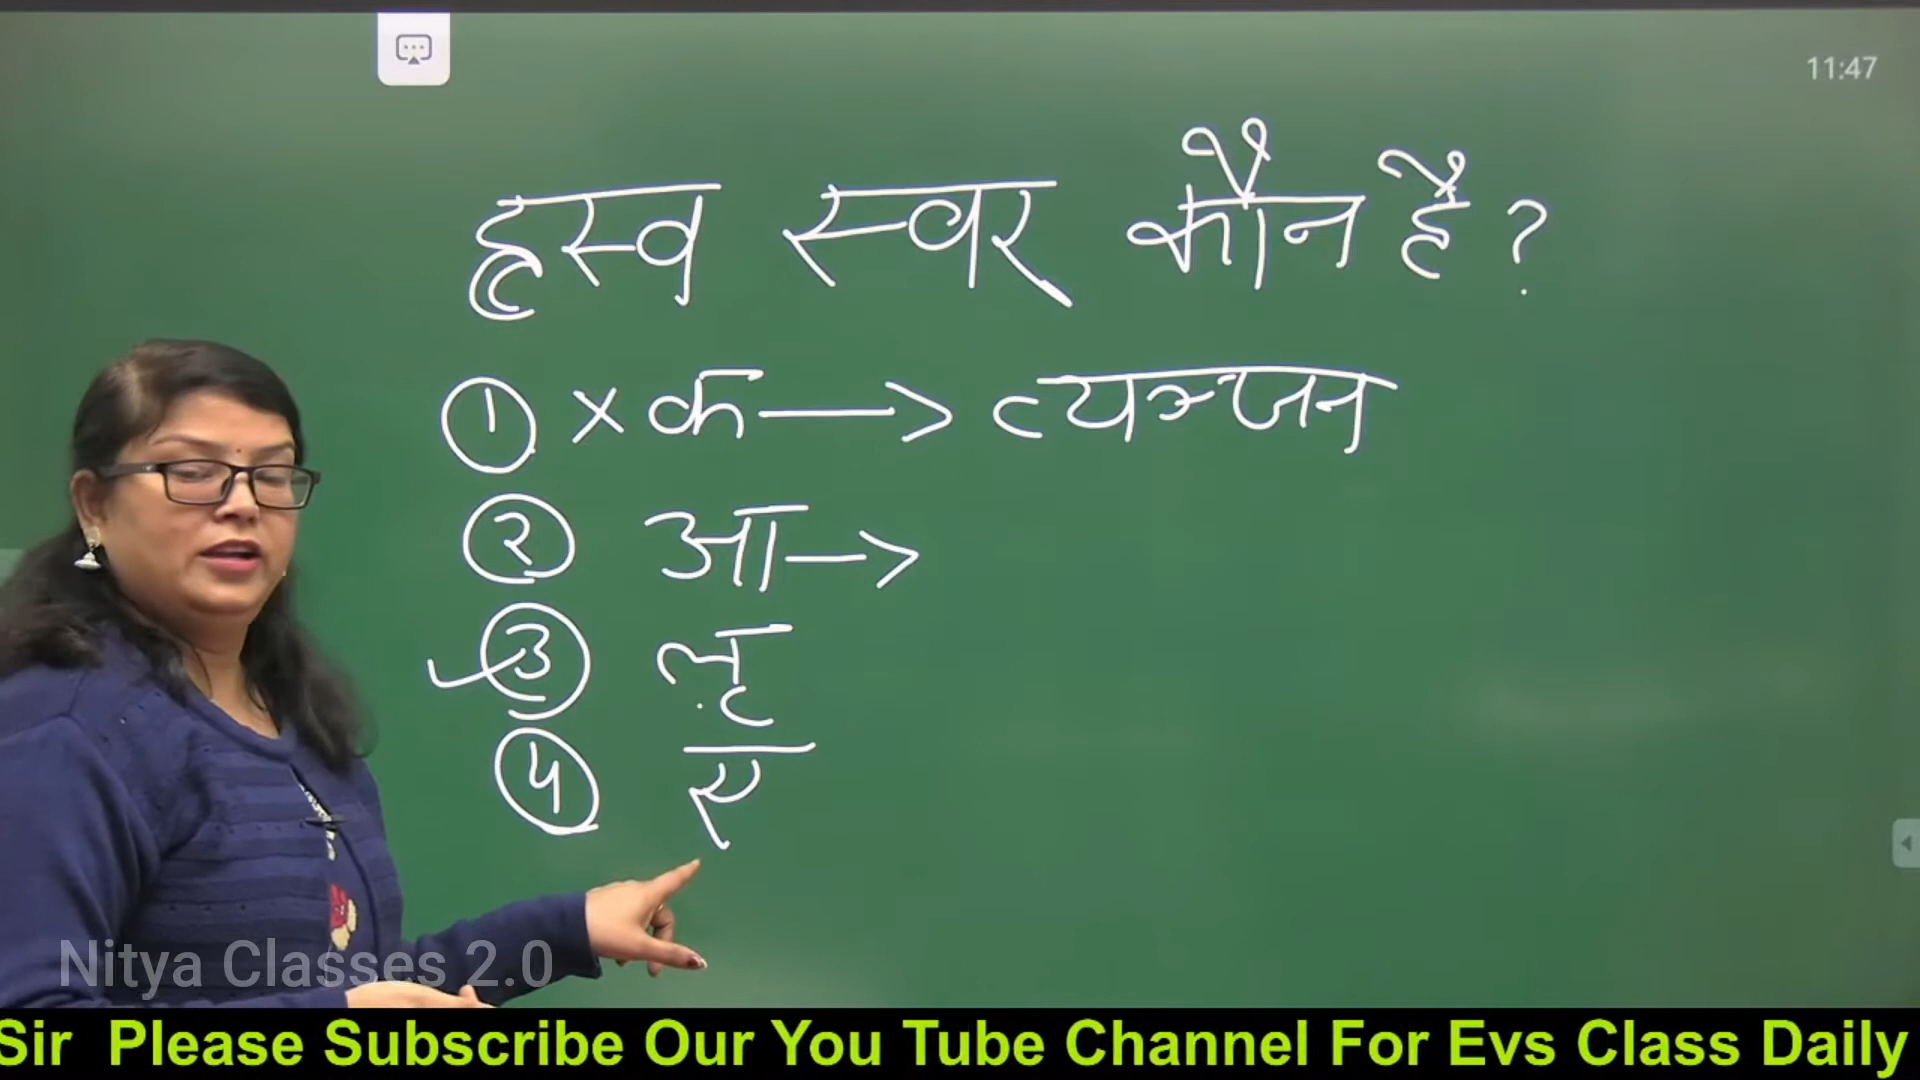 11:47
ह्रस्व स्वर कौन है ?
① × क → व्यञ्जन
② आ →
✓ ③ लृ
④ ए
Nitya Classes 2.0
Sir Please Subscribe Our You Tube Channel For Evs Class Daily